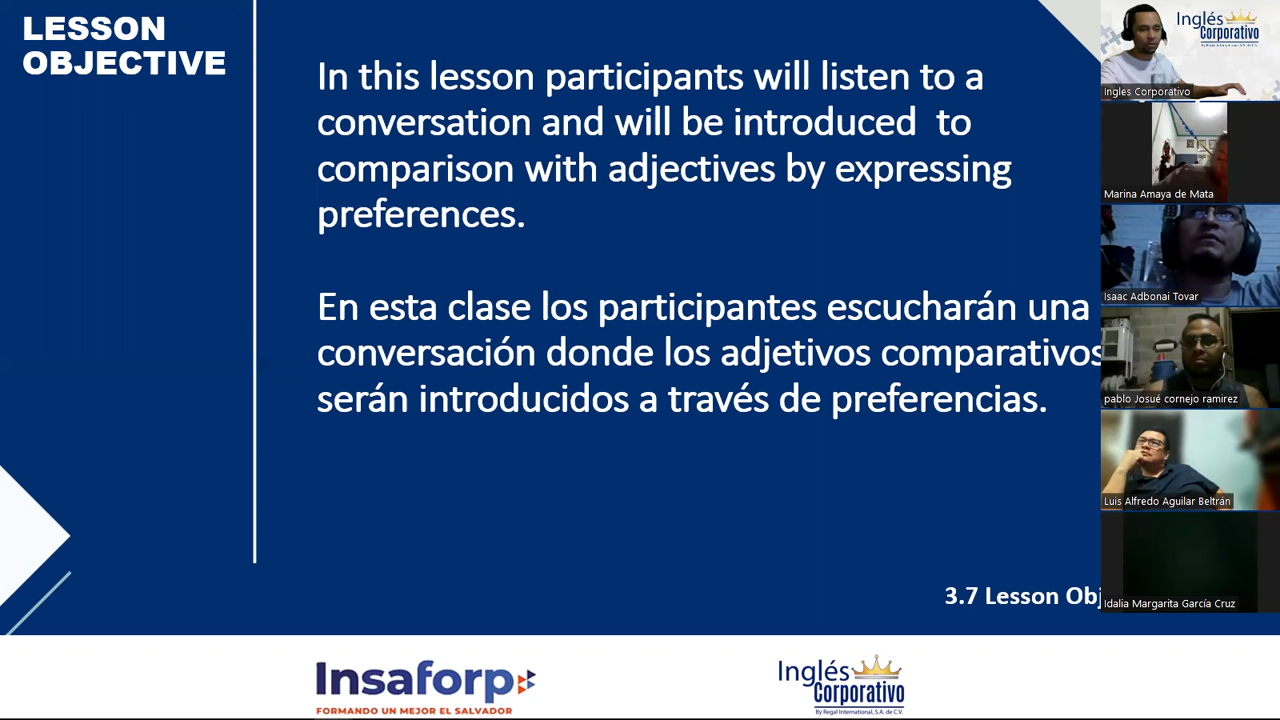 LESSON
OBJECTIVE
In this lesson participants will listen to a
conversation and will be introduced  to
comparison with adjectives by expressing
preferences.
En esta clase los participantes escucharán una
conversación donde los adjetivos comparativos
serán introducidos a través de preferencias.
3.7 Lesson Obj
Insaforp
FORMANDO UN MEJOR EL SALVADOR
Inglés
Corporativo
By Regal International, S.A. de C.V.
Inglés
Corporativo
By Regal International, S.A. de C.V.
Ingles Corporativo
Marina Amaya de Mata
Isaac Adbonai Tovar
pablo Josué cornejo ramirez
Luis Alfredo Aguilar Beltrán
Idalia Margarita García Cruz